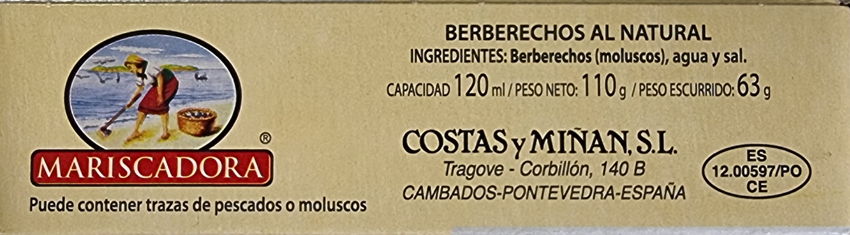 MARISCADORA ®
Puede contener trazas de pescados o moluscos
BERBERECHOS AL NATURAL
INGREDIENTES: Berberechos (moluscos), agua y sal.
CAPACIDAD 120 ml / PESO NETO: 110 g / PESO ESCURRIDO: 63 g
COSTAS y MIÑAN, S.L.
Tragove - Corbillón, 140 B
CAMBADOS-PONTEVEDRA-ESPAÑA
ES
12.00597/PO
CE